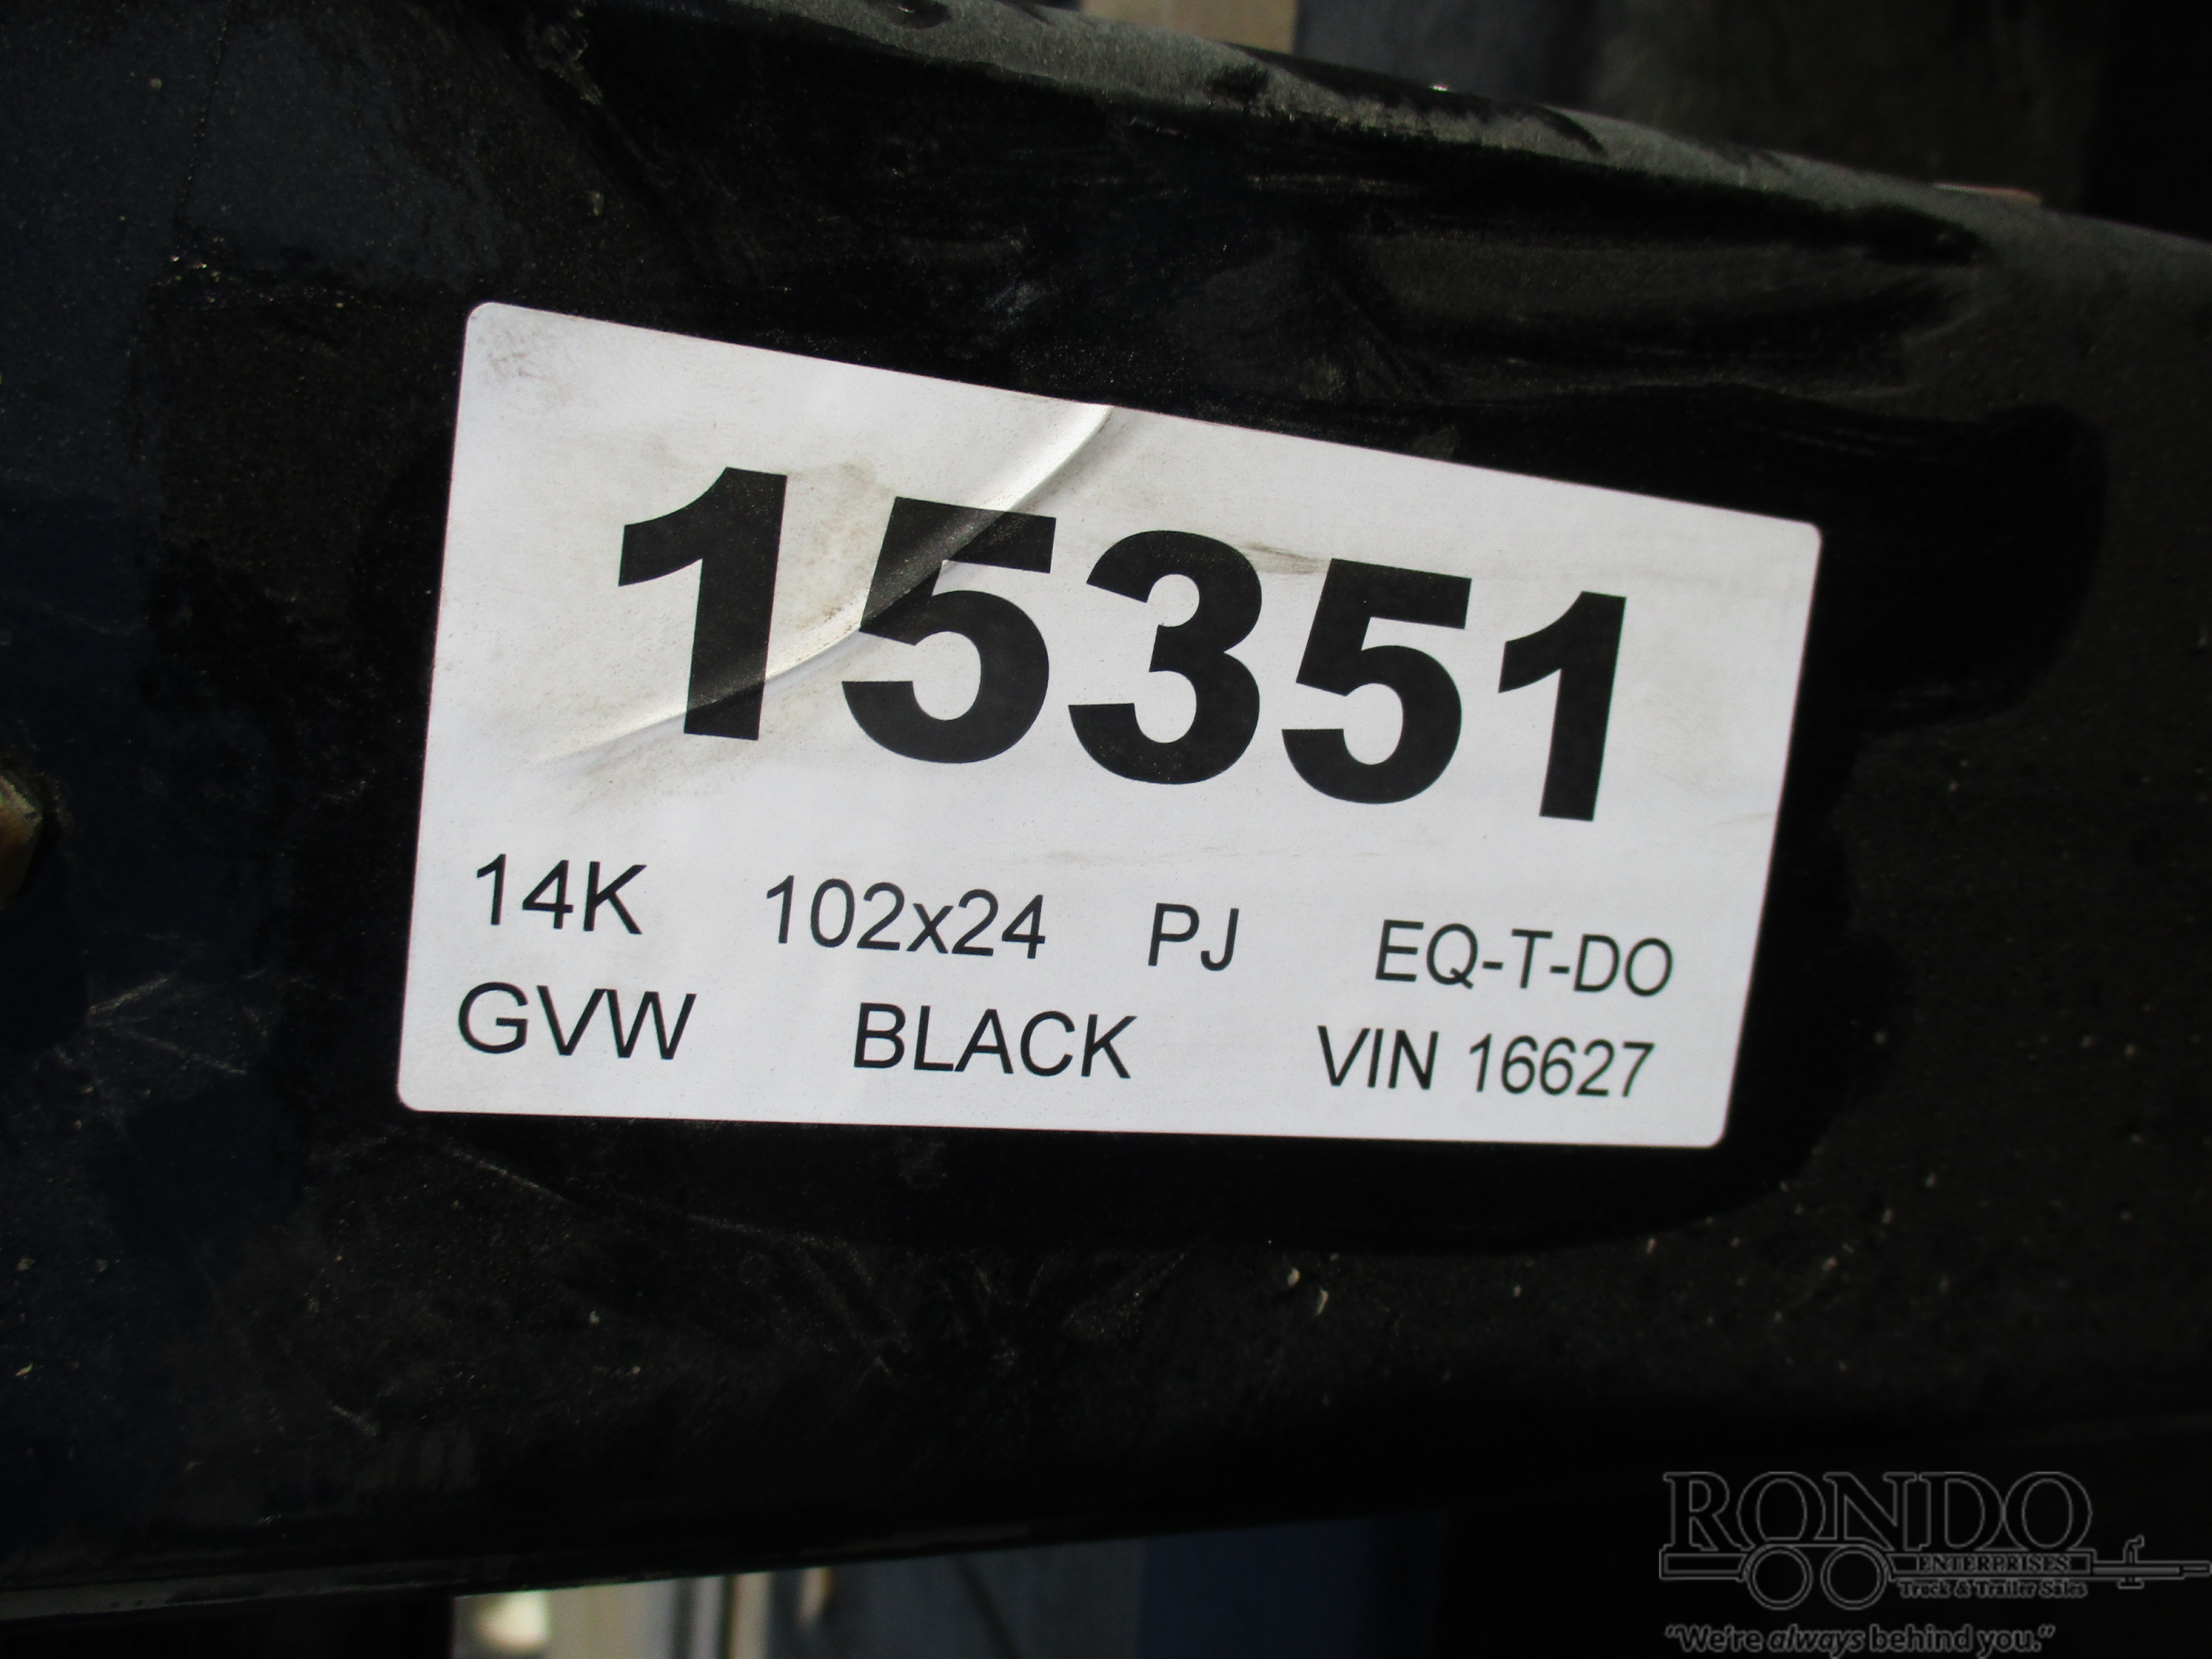 15351
14K 102x24 PJ EQ-T-DO
GVW BLACK VIN 16627
RONDO
ENTERPRISES
Truck & Trailer Sales
"We're always behind you."